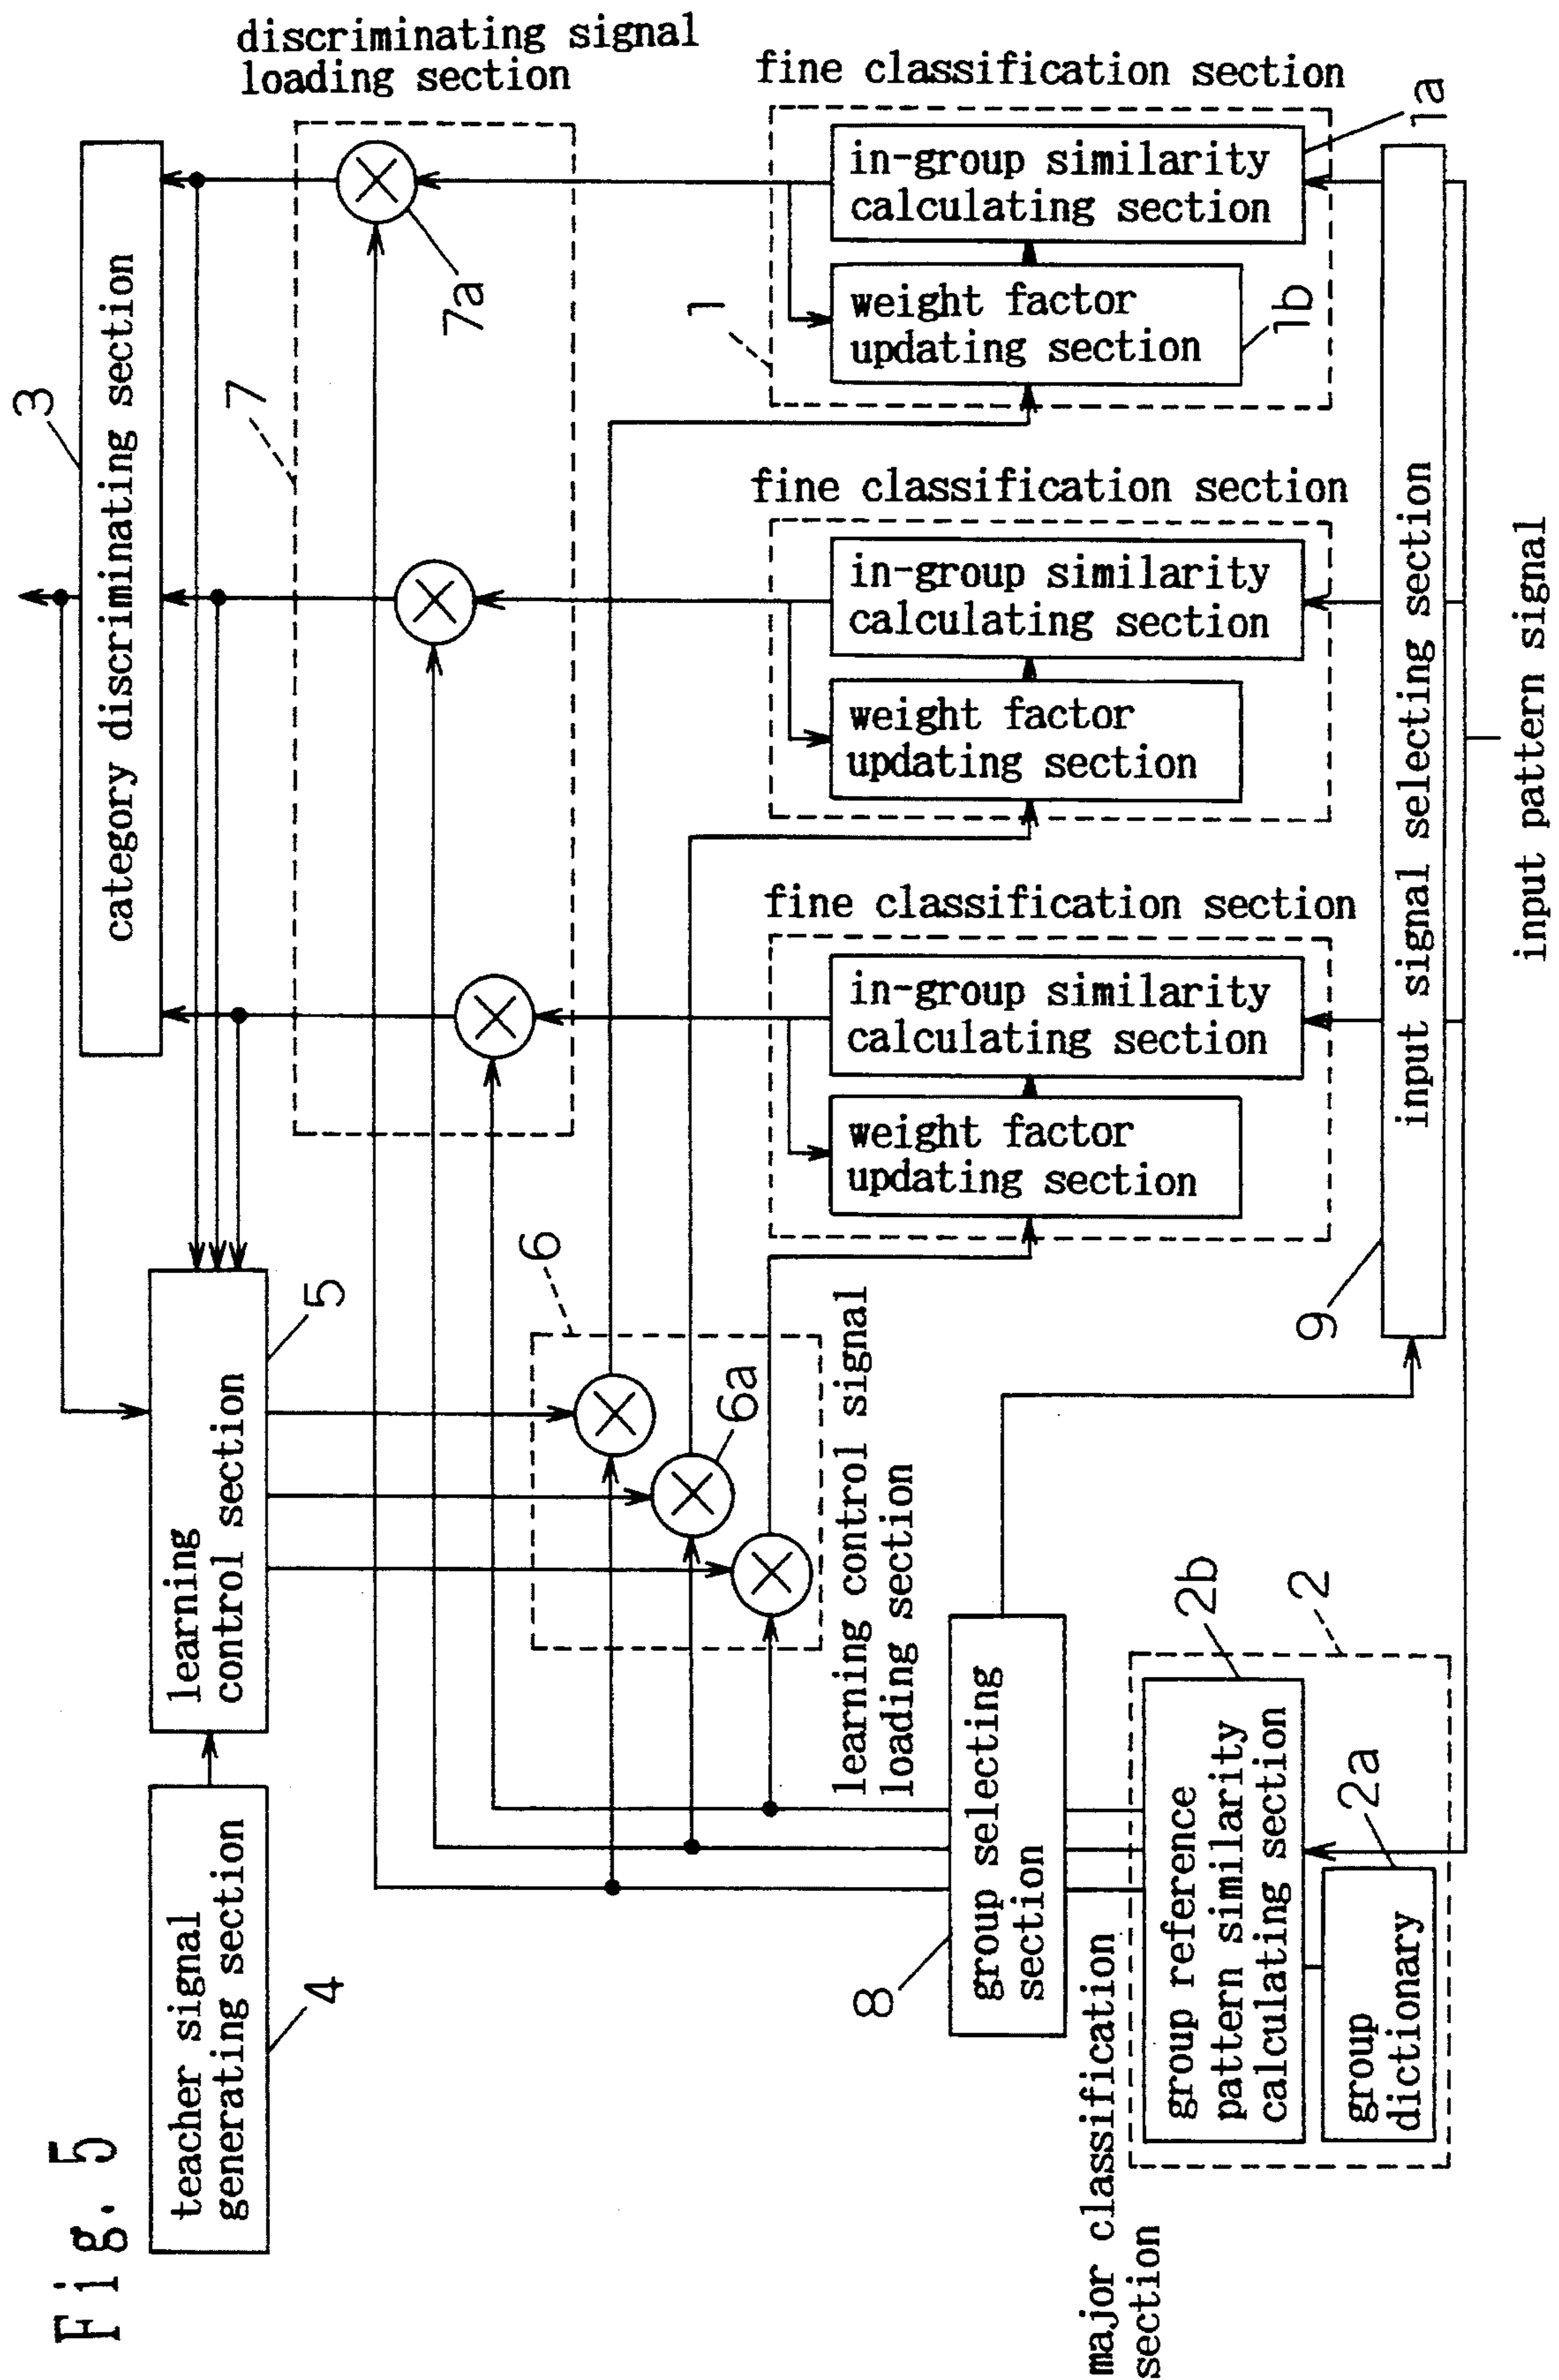 Fig. 5
teacher signal
generating section
4
learning
control section
5
3
category discriminating section
discriminating signal
loading section
7
7a
6
6a
learning control signal
loading section
fine classification section
in-group similarity
calculating section
weight factor
updating section
fine classification section
in-group similarity
calculating section
weight factor
updating section
fine classification section
in-group similarity
calculating section
1a
weight factor
updating section
1b
1
8
group selecting
section
major classification
section
group reference
pattern similarity
calculating section
2b
2
group
dictionary
2a
9
input signal selecting section
input pattern signal